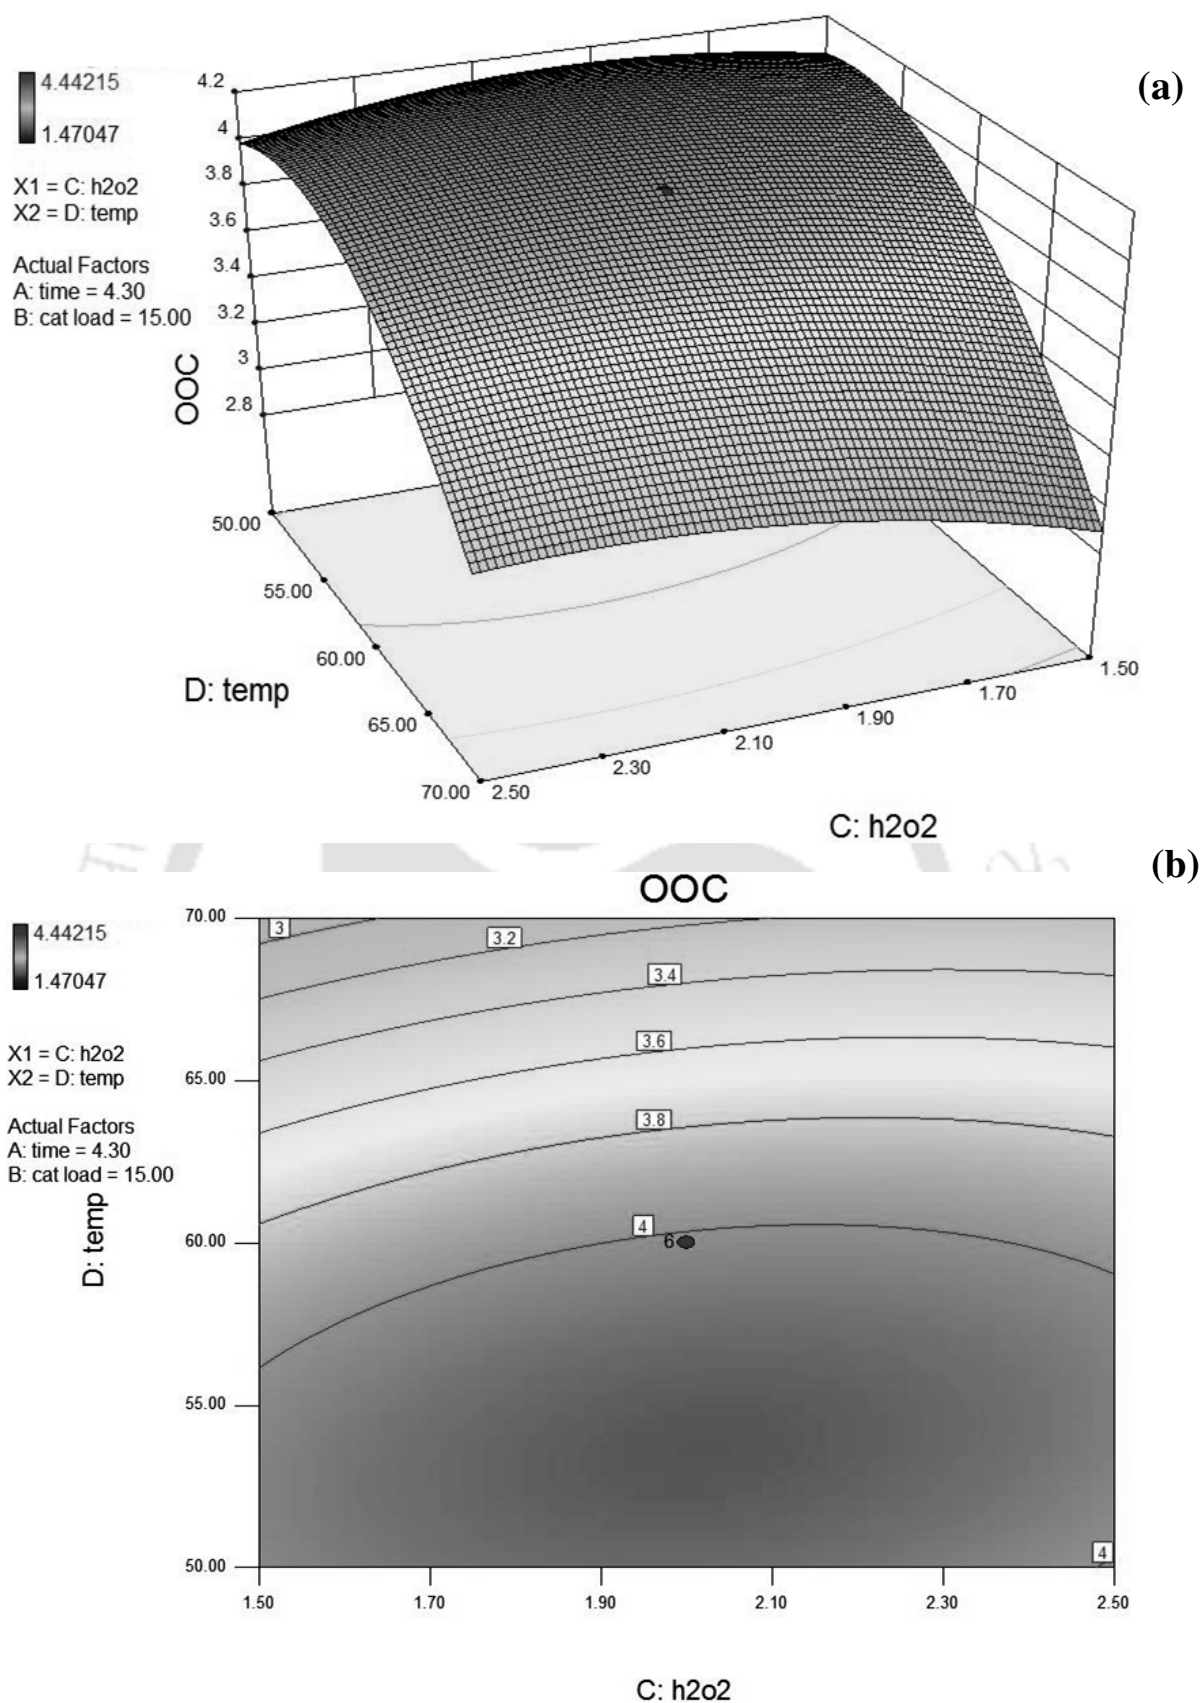 (a)
4.44215
1.47047
X1 = C: h2o2
X2 = D: temp
Actual Factors
A: time = 4.30
B: cat load = 15.00
OOC
4.2
4
3.8
3.6
3.4
3.2
3
2.8
50.00
55.00
60.00
65.00
70.00
D: temp
2.50
2.30
2.10
1.90
1.70
1.50
C: h2o2
(b)
OOC
4.44215
1.47047
X1 = C: h2o2
X2 = D: temp
Actual Factors
A: time = 4.30
B: cat load = 15.00
D: temp
70.00
65.00
60.00
55.00
50.00
3
3.2
3.4
3.6
3.8
4
6
4
1.50
1.70
1.90
2.10
2.30
2.50
C: h2o2